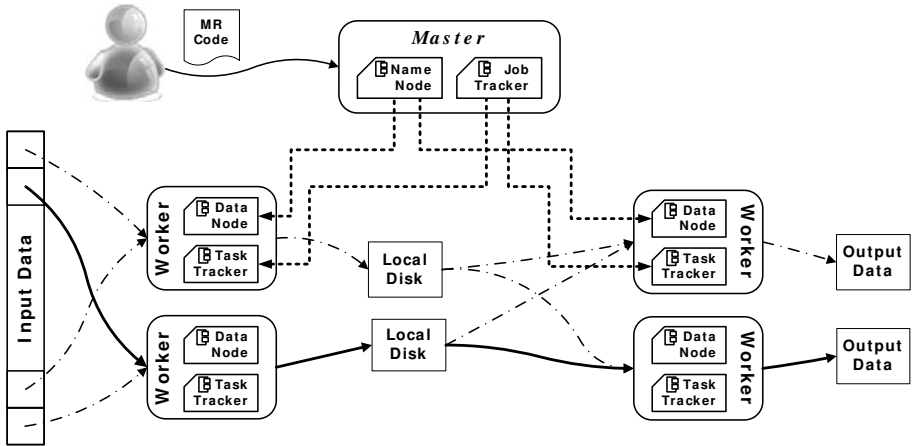 MR
Code
Master
Name
Node
Job
Tracker
Input Data
Worker
Data
Node
Task
Tracker
Worker
Data
Node
Task
Tracker
Local
Disk
Local
Disk
Worker
Data
Node
Task
Tracker
Worker
Data
Node
Task
Tracker
Output
Data
Output
Data